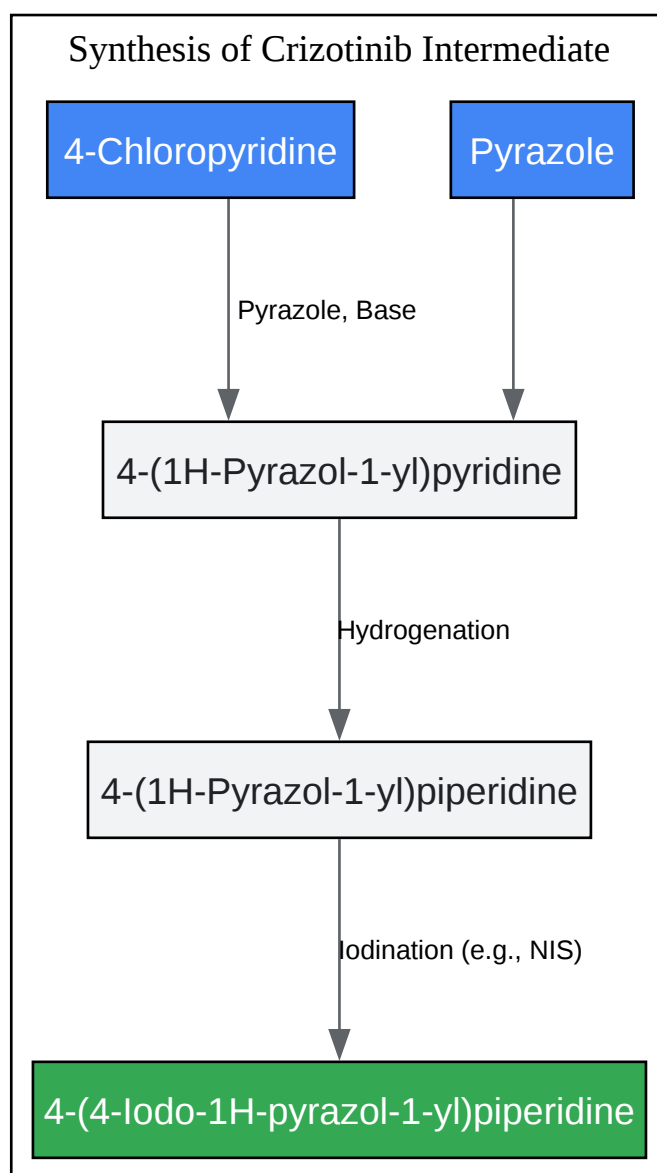 Synthesis of Crizotinib Intermediate
4-Chloropyridine
Pyrazole
Pyrazole, Base
4-(1H-Pyrazol-1-yl)pyridine
Hydrogenation
4-(1H-Pyrazol-1-yl)piperidine
Iodination (e.g., NIS)
4-(4-Iodo-1H-pyrazol-1-yl)piperidine